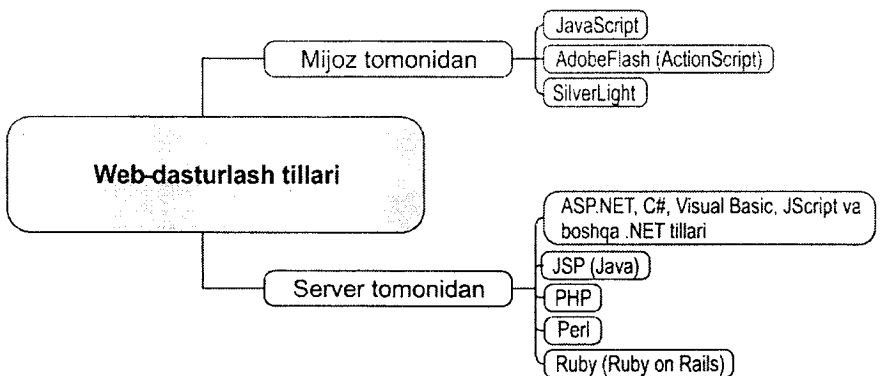 Web-dasturlash tillari
Mijoz tomonidan
JavaScript
AdobeFlash (ActionScript)
SilverLight
Server tomonidan
ASP.NET, C#, Visual Basic, JScript va
boshqa .NET tillari
JSP (Java)
PHP
Perl
Ruby (Ruby on Rails)